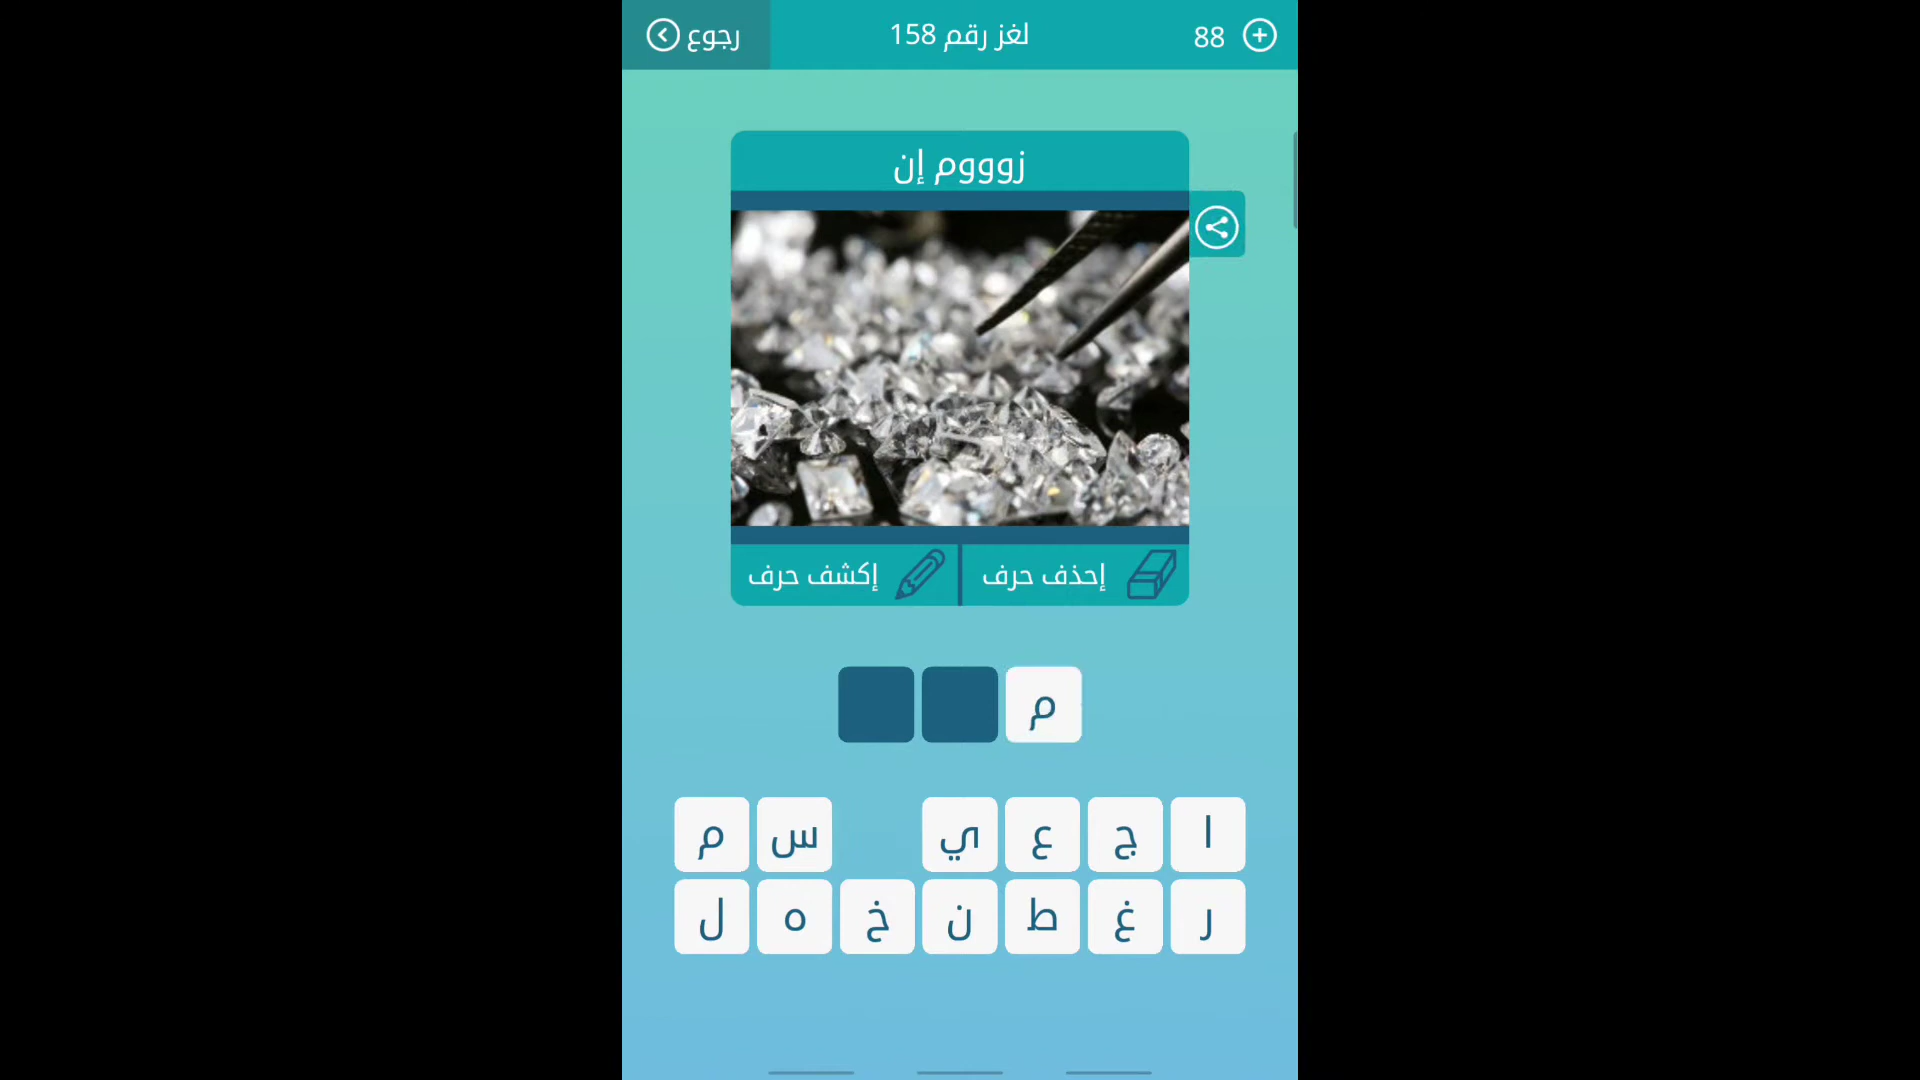 رجوع لغز رقم 158 88
زوووم إن
إحذف حرف إكشف حرف
م
ا ج ع ي س م
ر غ ط ن خ ه ل